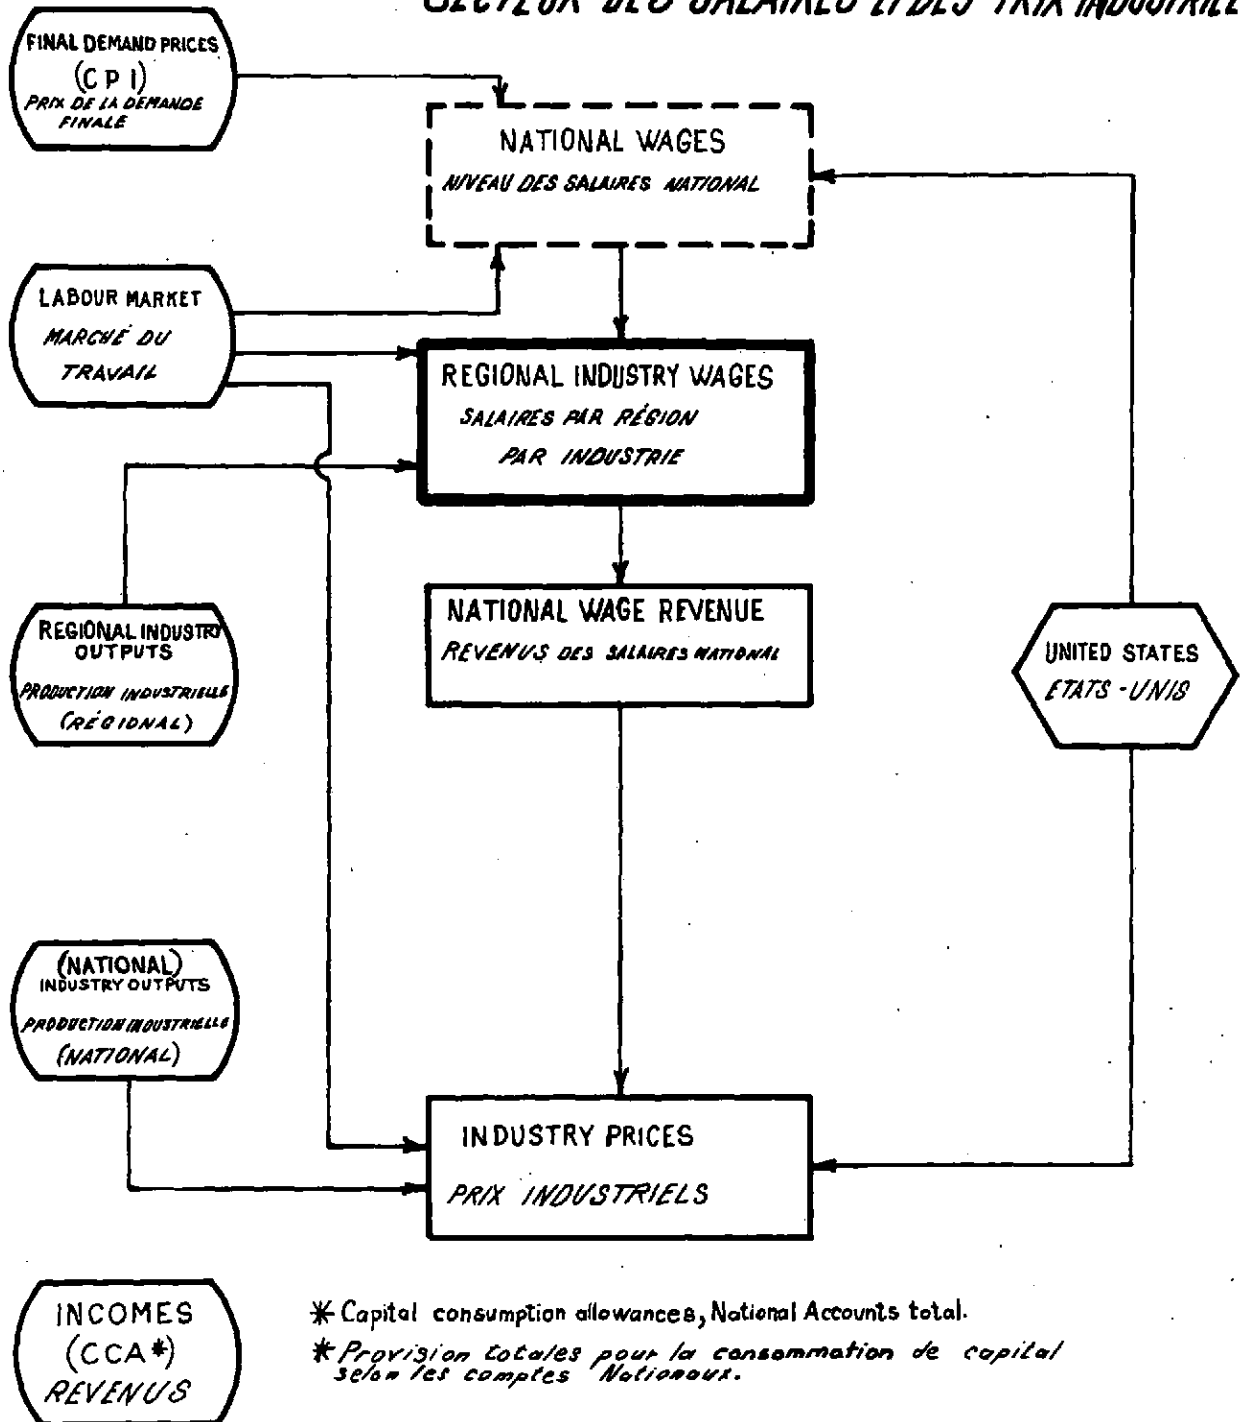 SECTEUR DES SALAIRES ET DES PRIX INDUSTRIEL
FINAL DEMAND PRICES
(CPI)
PRIX DE LA DEMANDE
FINALE
NATIONAL WAGES
NIVEAU DES SALAIRES NATIONAL
LABOUR MARKET
MARCHÉ DU
TRAVAIL
REGIONAL INDUSTRY WAGES
SALAIRES PAR RÉGION
PAR INDUSTRIE
NATIONAL WAGE REVENUE
REVENUS DES SALAIRES NATIONAL
REGIONAL INDUSTRY
OUTPUTS
PRODUCTION INDUSTRIELLE
(RÉGIONAL)
UNITED STATES
ETATS-UNIS
(NATIONAL)
INDUSTRY OUTPUTS
PRODUCTION INDUSTRIELLE
(NATIONAL)
INDUSTRY PRICES
PRIX INDUSTRIELS
INCOMES
(CCA*)
REVENUS
* Capital consumption allowances, National Accounts total.
* Provision totales pour la consommation de capital
selon les comptes Nationaux.